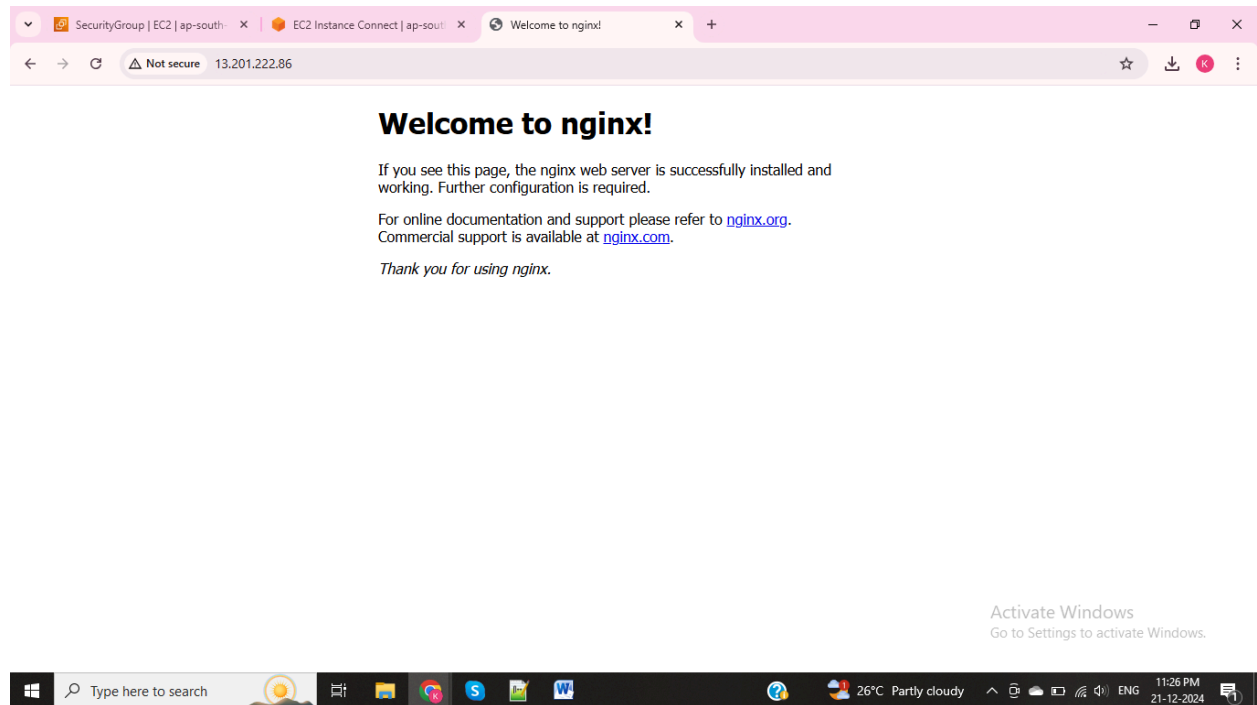 SecurityGroup | EC2 | ap-south-
EC2 Instance Connect | ap-sout
Welcome to nginx!
Not secure
13.201.222.86
K
Welcome to nginx!
If you see this page, the nginx web server is successfully installed and
working. Further configuration is required.
For online documentation and support please refer to nginx.org.
Commercial support is available at nginx.com.
Thank you for using nginx.
Activate Windows
Go to Settings to activate Windows.
Type here to search
K
S
W
1
26°C Partly cloudy
ENG
11:26 PM
21-12-2024
1